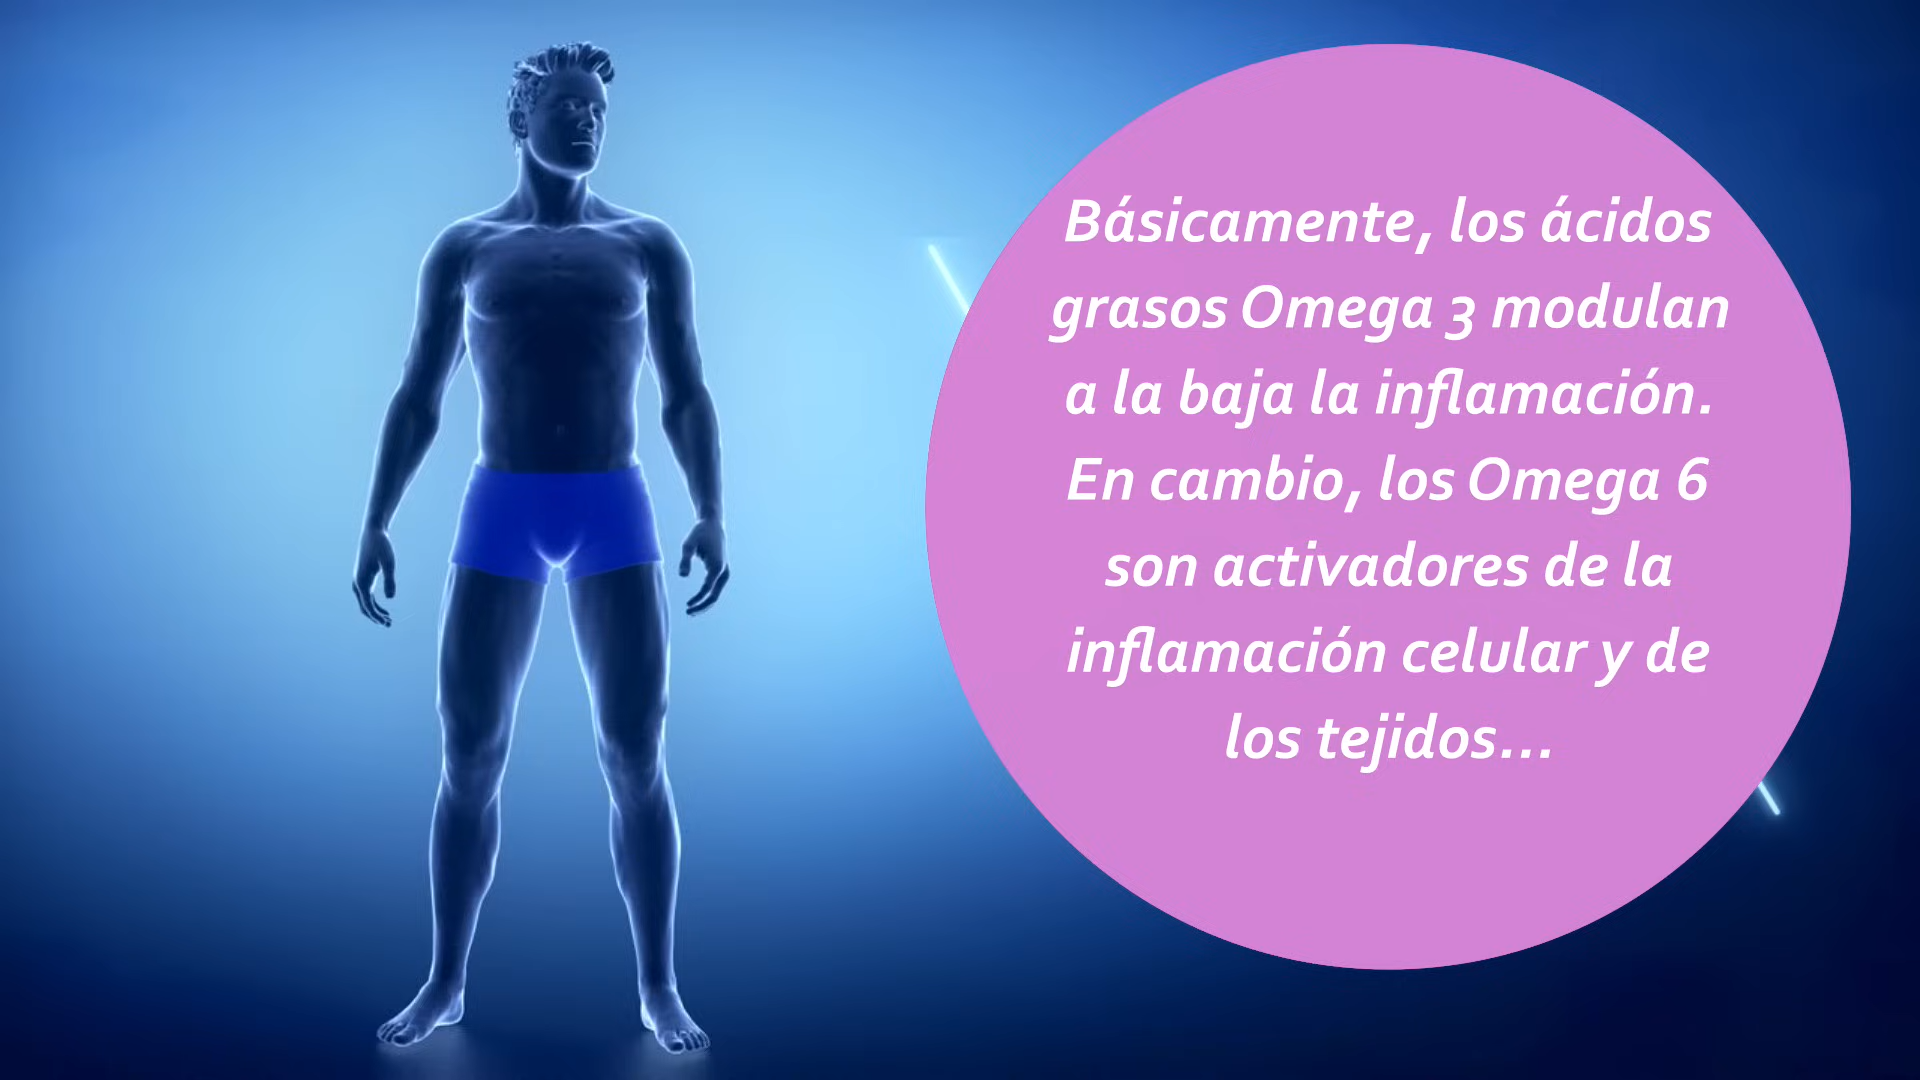 Básicamente, los ácidos
grasos Omega 3 modulan
a la baja la inflamación.
En cambio, los Omega 6
son activadores de la
inflamación celular y de
los tejidos...